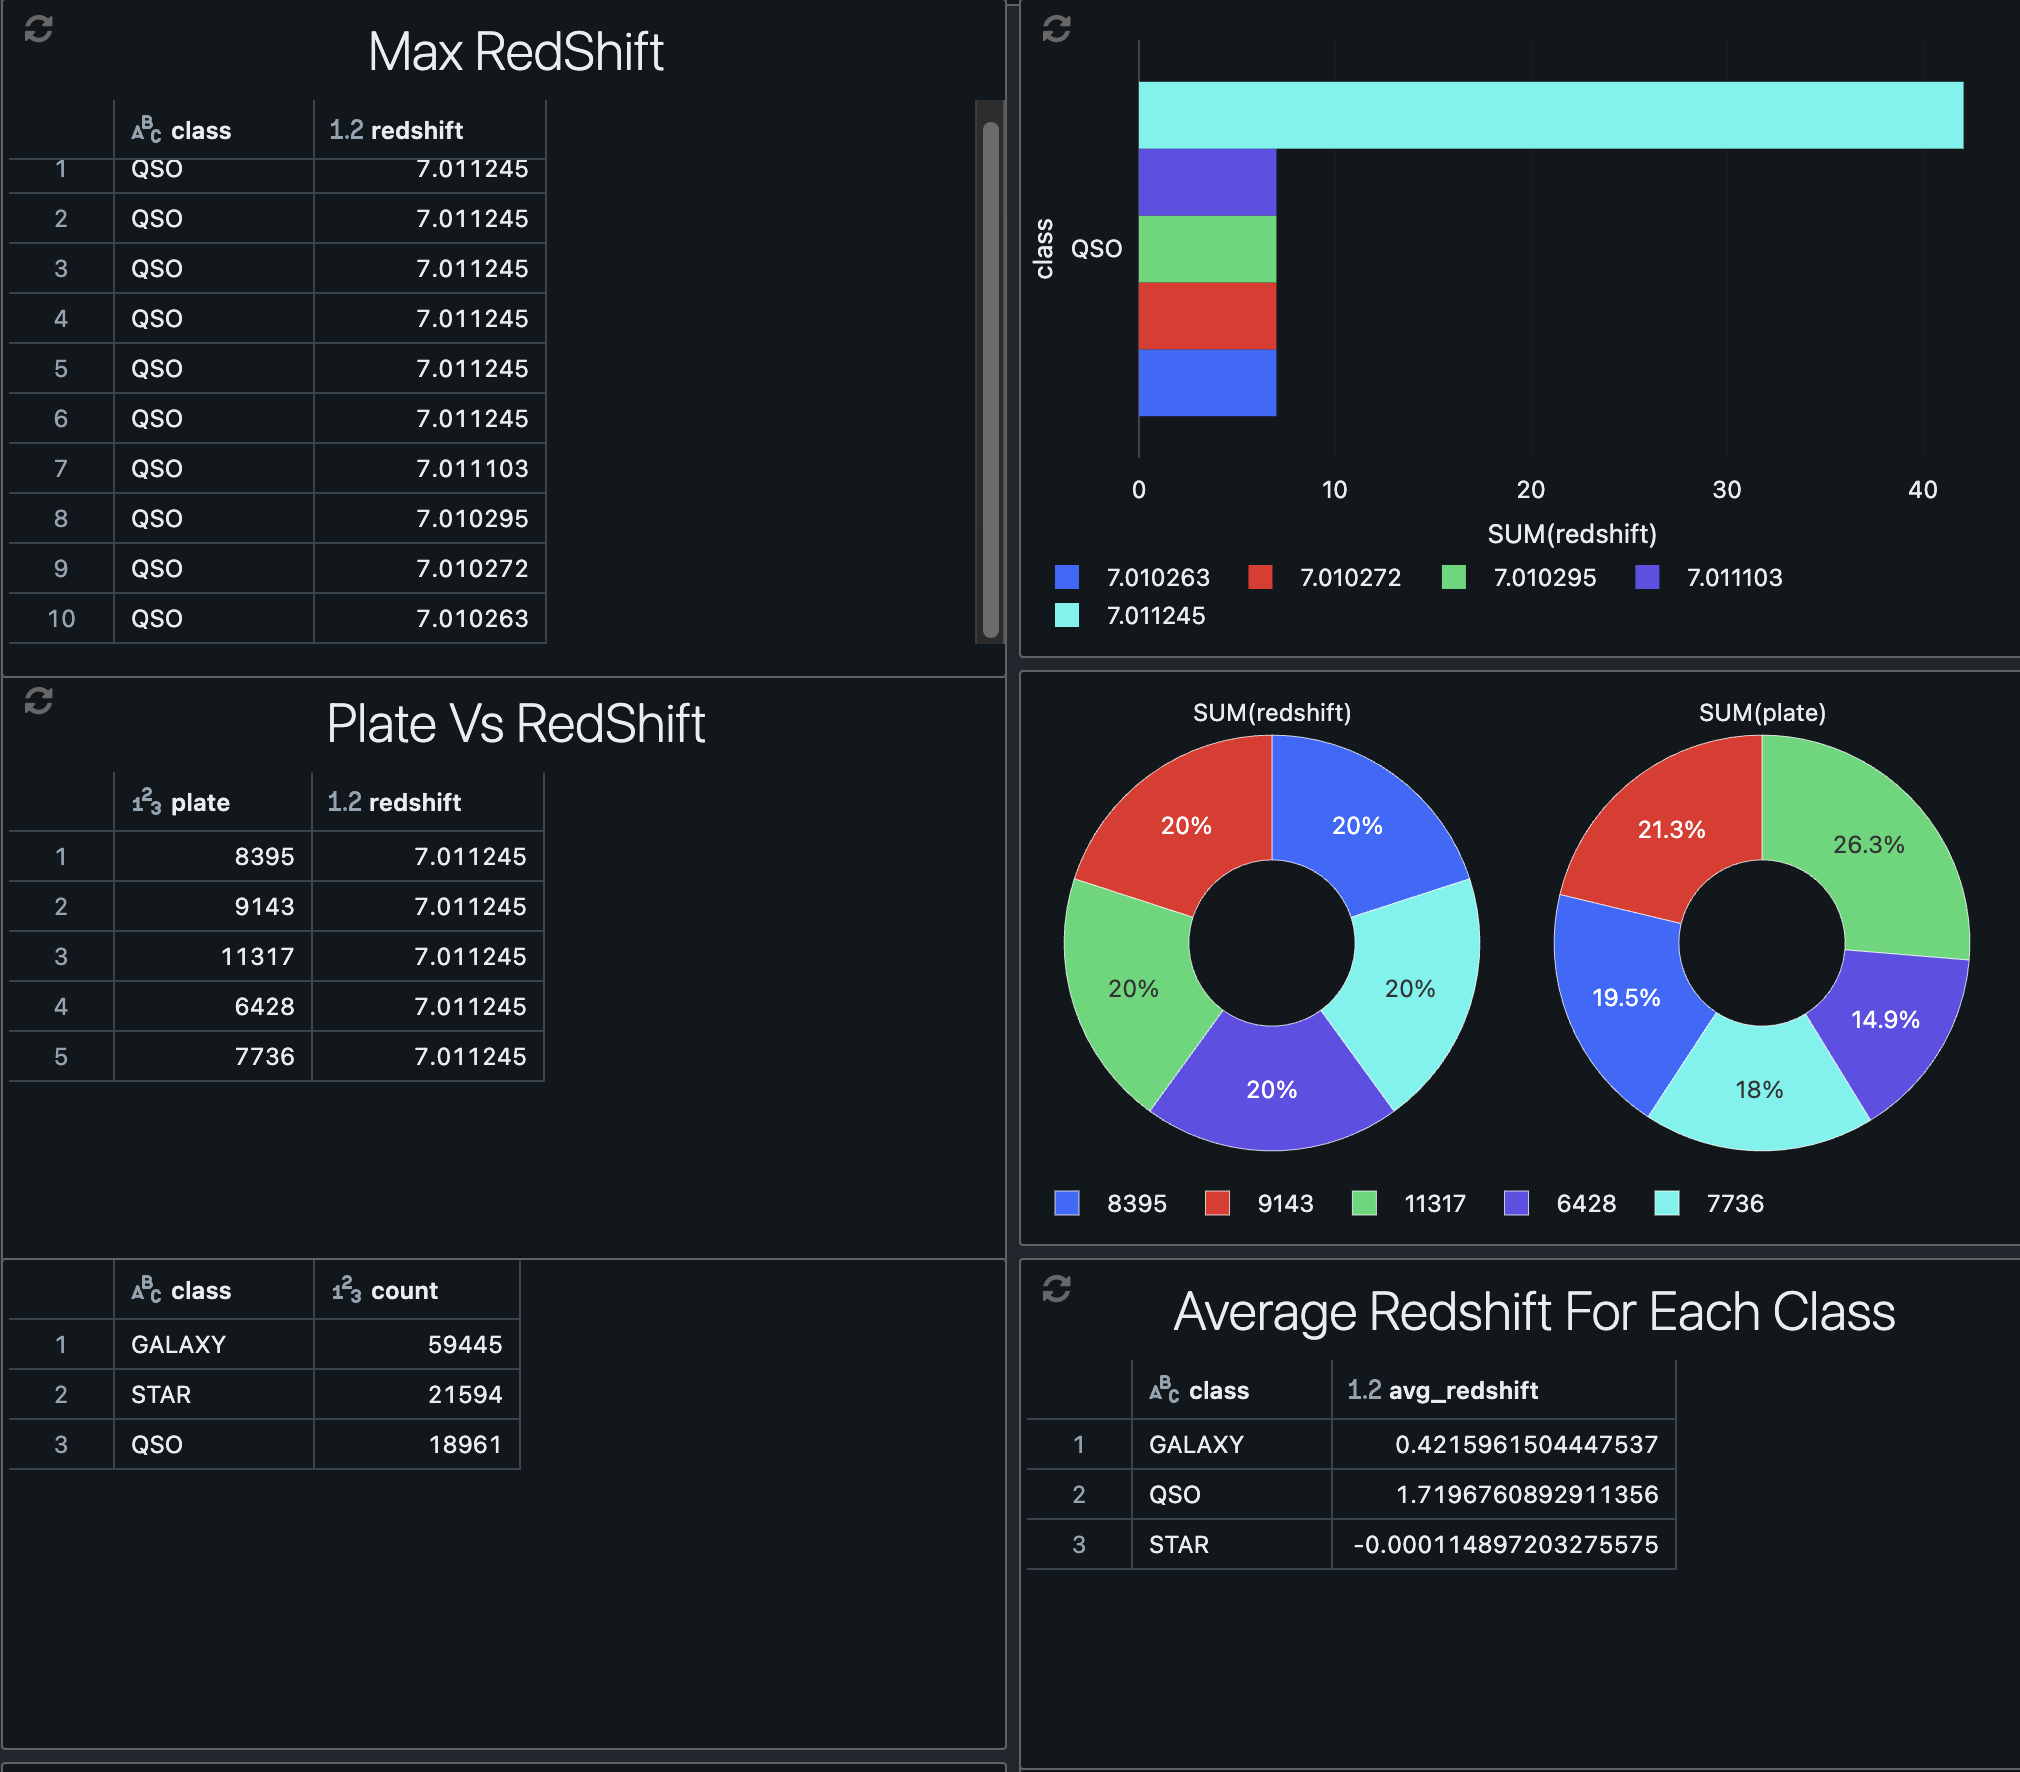 Max RedShift
ABC class 1.2 redshift
1 QSO 7.011245
2 QSO 7.011245
3 QSO 7.011245
4 QSO 7.011245
5 QSO 7.011245
6 QSO 7.011245
7 QSO 7.011103
8 QSO 7.010295
9 QSO 7.010272
10 QSO 7.010263
class
QSO
0 10 20 30 40
SUM(redshift)
7.010263 7.010272 7.010295 7.011103
7.011245
Plate Vs RedShift
123 plate 1.2 redshift
1 8395 7.011245
2 9143 7.011245
3 11317 7.011245
4 6428 7.011245
5 7736 7.011245
SUM(redshift) SUM(plate)
20% 20% 21.3% 26.3%
20% 20% 19.5% 14.9%
20% 18%
8395 9143 11317 6428 7736
ABC class 123 count
1 GALAXY 59445
2 STAR 21594
3 QSO 18961
Average Redshift For Each Class
ABC class 1.2 avg_redshift
1 GALAXY 0.4215961504447537
2 QSO 1.7196760892911356
3 STAR -0.000114897203275575